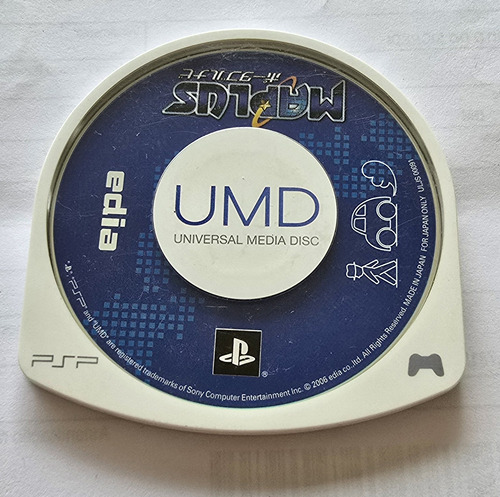 MAPLUS
ポータブルナビ
edia
UMD
UNIVERSAL MEDIA DISC
PSP and "UMD" are registered trademarks of Sony Computer Entertainment Inc. © 2006 edia co.,ltd. All Rights Reserved. MADE IN JAPAN FOR JAPAN ONLY ULJS 00091
PSP